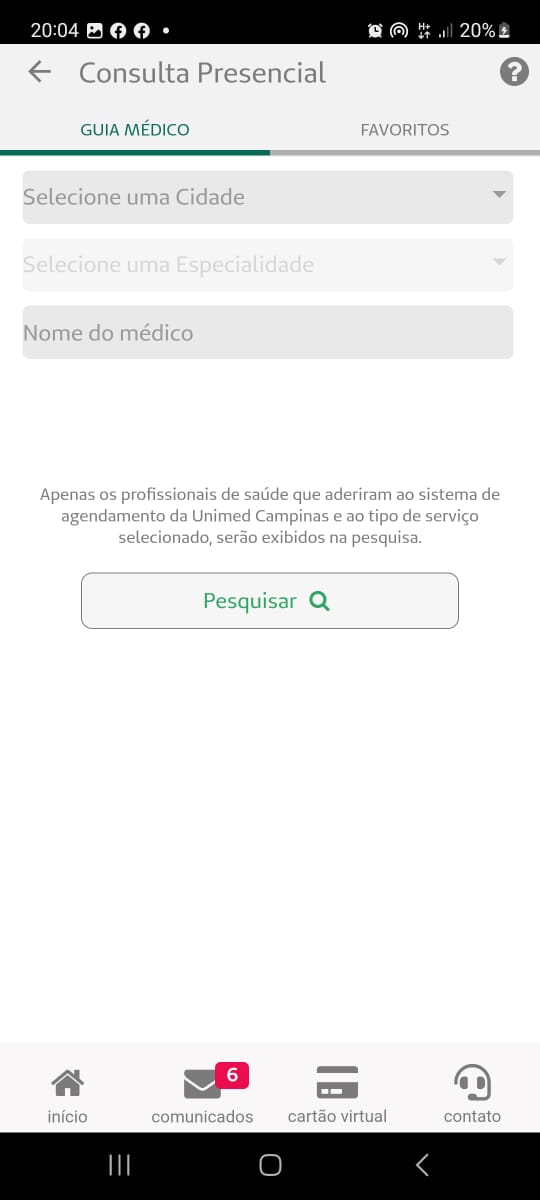 20:04
20%
Consulta Presencial
GUIA MÉDICO
FAVORITOS
Selecione uma Cidade
Selecione uma Especialidade
Nome do médico
Apenas os profissionais de saúde que aderiram ao sistema de
agendamento da Unimed Campinas e ao tipo de serviço
selecionado, serão exibidos na pesquisa.
Pesquisar
6
início
comunicados
cartão virtual
contato